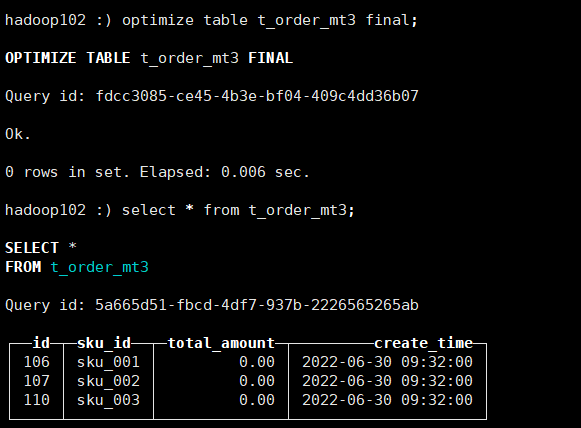 hadoop102 :) optimize table t_order_mt3 final;
OPTIMIZE TABLE t_order_mt3 FINAL
Query id: fdcc3085-ce45-4b3e-bf04-409c4dd36b07
Ok.
0 rows in set. Elapsed: 0.006 sec.
hadoop102 :) select * from t_order_mt3;
SELECT *
FROM t_order_mt3
Query id: 5a665d51-fbcd-4df7-937b-2226565265ab
id sku_id total_amount create_time
106 sku_001 0.00 2022-06-30 09:32:00
107 sku_002 0.00 2022-06-30 09:32:00
110 sku_003 0.00 2022-06-30 09:32:00